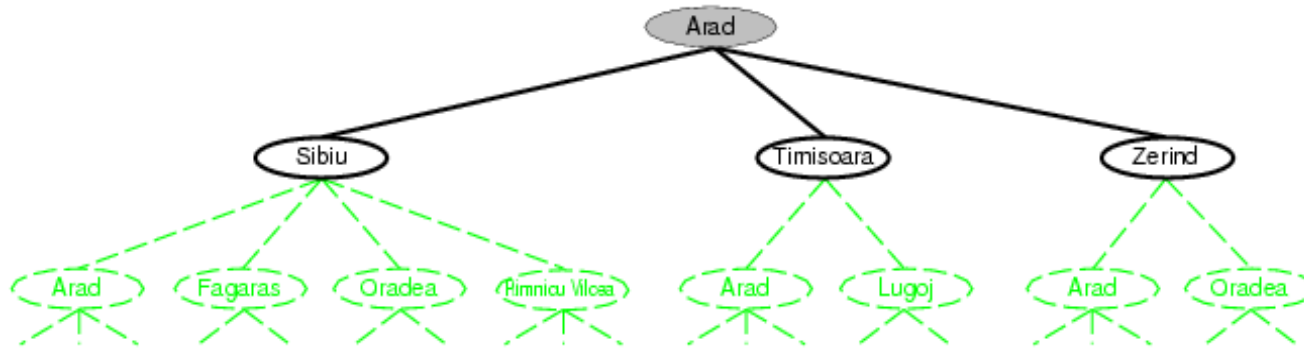 Arad
Sibiu
Timisoara
Zerind
Arad
Fagaras
Oradea
Rimnicu Vilcea
Arad
Lugoj
Arad
Oradea